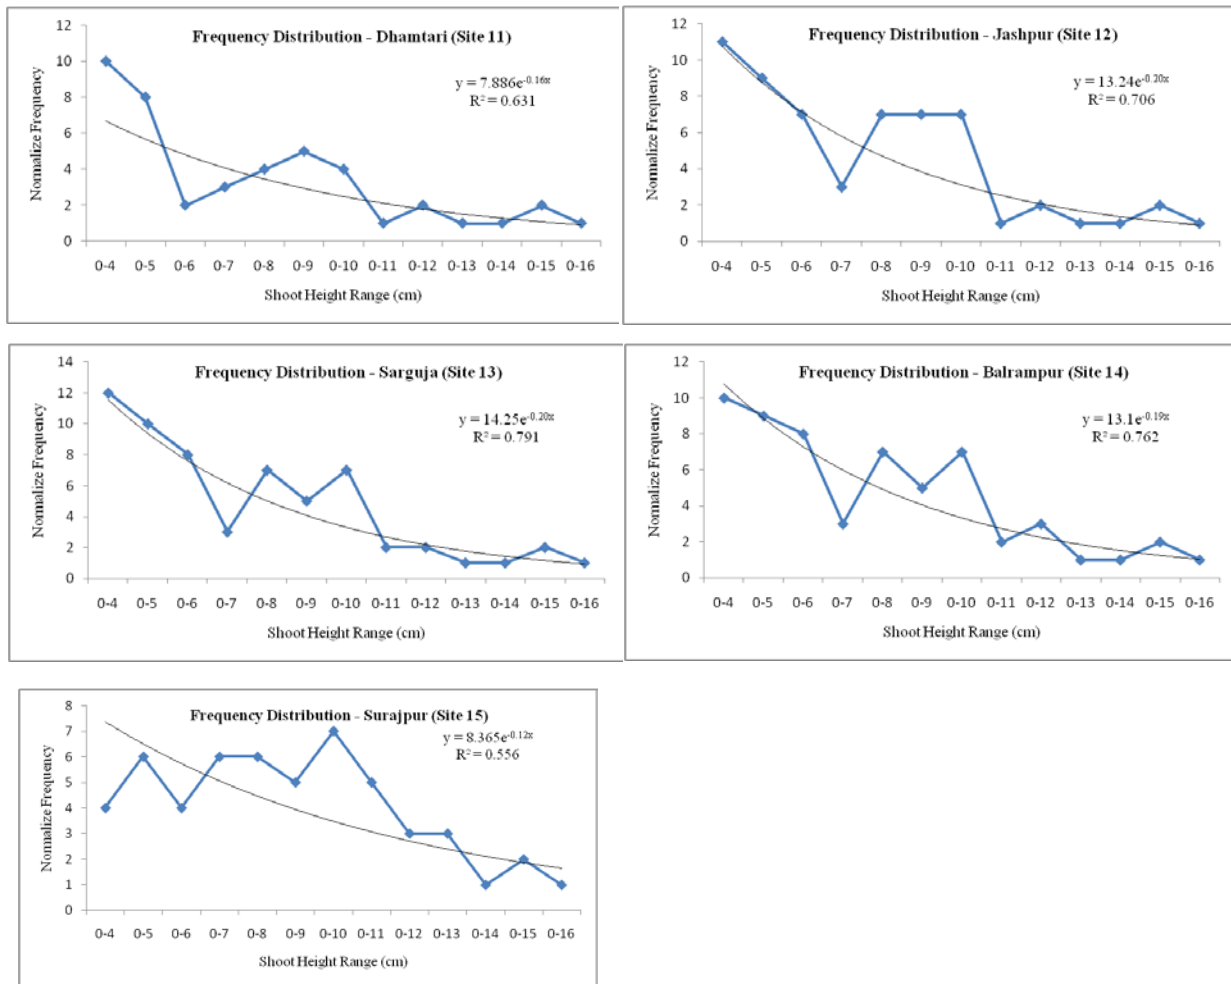 Frequency Distribution - Dhamtari (Site 11)
y = 7.886e^-0.16x
R² = 0.631
Normalize Frequency
12
10
8
6
4
2
0
0-4 0-5 0-6 0-7 0-8 0-9 0-10 0-11 0-12 0-13 0-14 0-15 0-16
Shoot Height Range (cm)
Frequency Distribution - Jashpur (Site 12)
y = 13.24e^-0.20x
R² = 0.706
Normalize Frequency
12
10
8
6
4
2
0
0-4 0-5 0-6 0-7 0-8 0-9 0-10 0-11 0-12 0-13 0-14 0-15 0-16
Shoot Height Range (cm)
Frequency Distribution - Sarguja (Site 13)
y = 14.25e^-0.20x
R² = 0.791
Normalize Frequency
14
12
10
8
6
4
2
0
0-4 0-5 0-6 0-7 0-8 0-9 0-10 0-11 0-12 0-13 0-14 0-15 0-16
Shoot Height Range (cm)
Frequency Distribution - Balrampur (Site 14)
y = 13.1e^-0.19x
R² = 0.762
Normalize Frequency
12
10
8
6
4
2
0
0-4 0-5 0-6 0-7 0-8 0-9 0-10 0-11 0-12 0-13 0-14 0-15 0-16
Shoot Height Range (cm)
Frequency Distribution - Surajpur (Site 15)
y = 8.365e^-0.12x
R² = 0.556
Normalize Frequency
8
7
6
5
4
3
2
1
0
0-4 0-5 0-6 0-7 0-8 0-9 0-10 0-11 0-12 0-13 0-14 0-15 0-16
Shoot Height Range (cm)